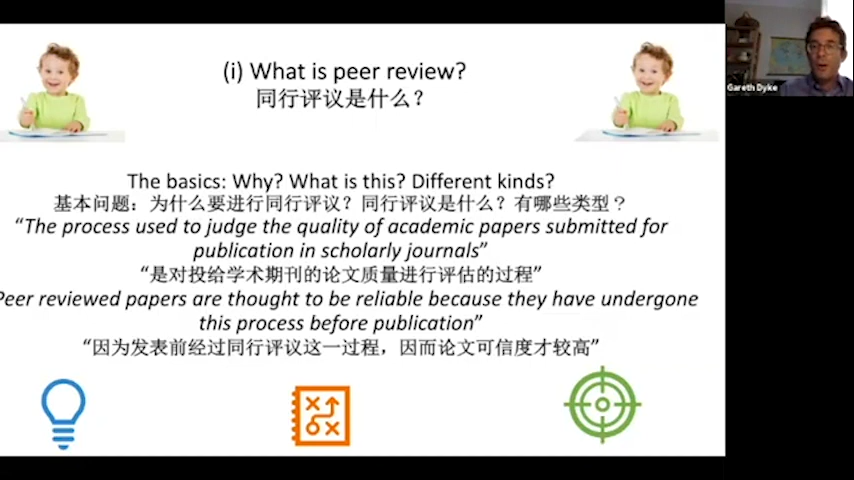 (i) What is peer review?
同行评议是什么？
Gareth Dyke
The basics: Why? What is this? Different kinds?
基本问题：为什么要进行同行评议？同行评议是什么？有哪些类型？
“The process used to judge the quality of academic papers submitted for
publication in scholarly journals”
“是对投给学术期刊的论文质量进行评估的过程”
Peer reviewed papers are thought to be reliable because they have undergone
this process before publication”
“因为发表前经过同行评议这一过程，因而论文可信度才较高”